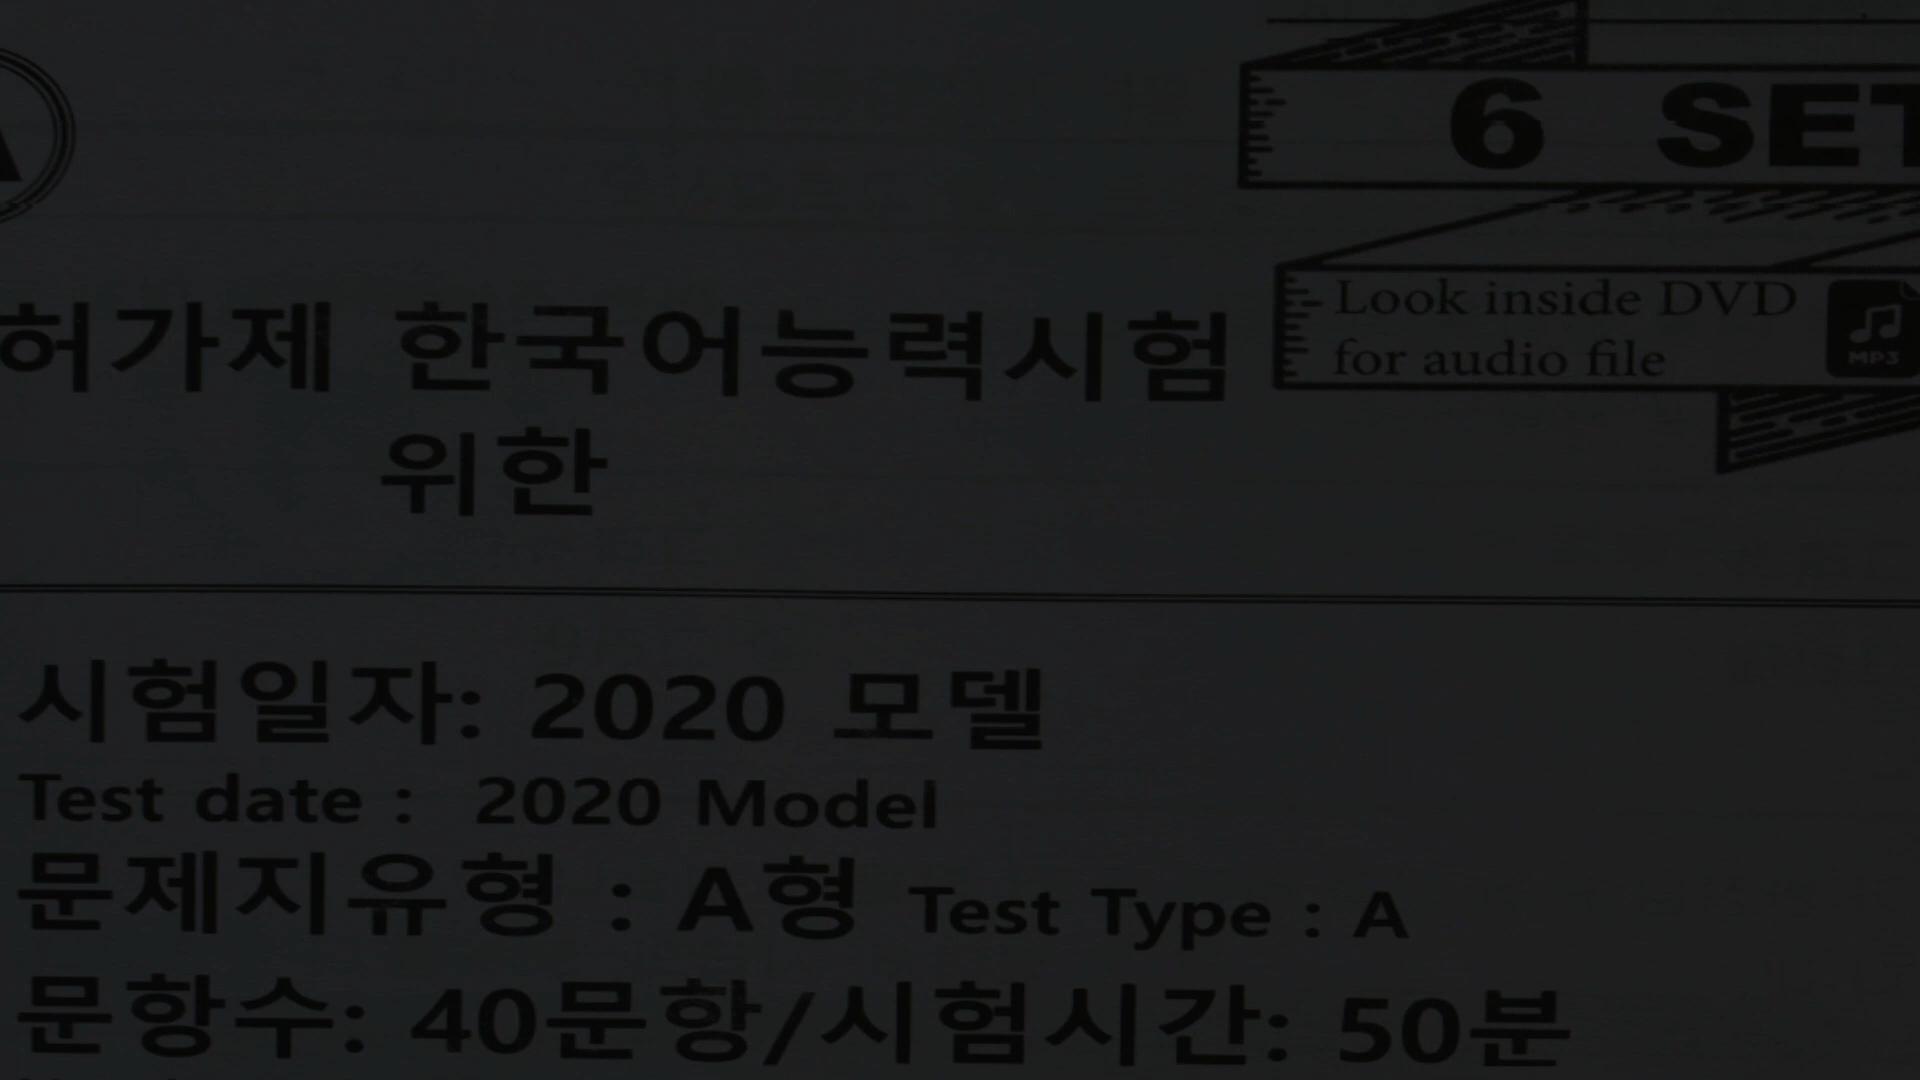 6 SET
Look inside DVD
for audio file
MP3
허가제 한국어능력시험
위한
시험일자: 2020 모델
Test date : 2020 Model
문제지유형 : A형 Test Type : A
문항수: 40문항/시험시간: 50분